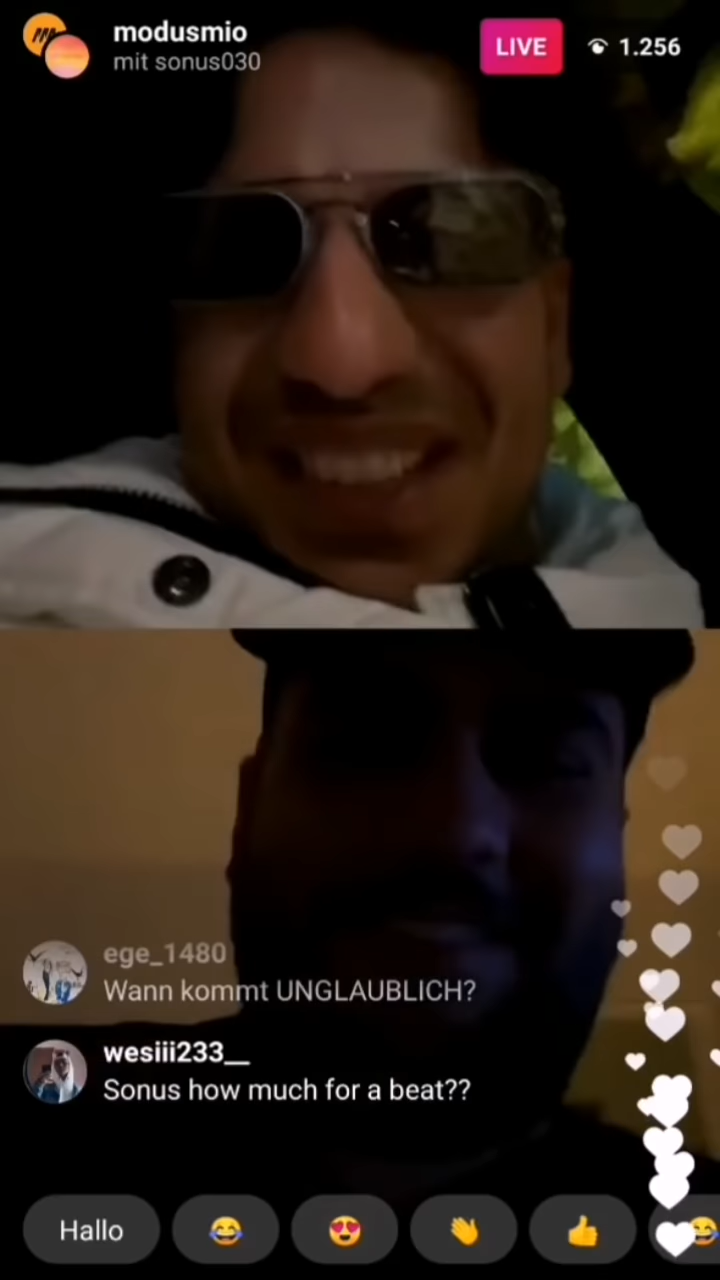 modusmio
mit sonus030
LIVE
1.256
ege_1480
Wann kommt UNGLAUBLICH?
wesiii233__
Sonus how much for a beat??
Hallo